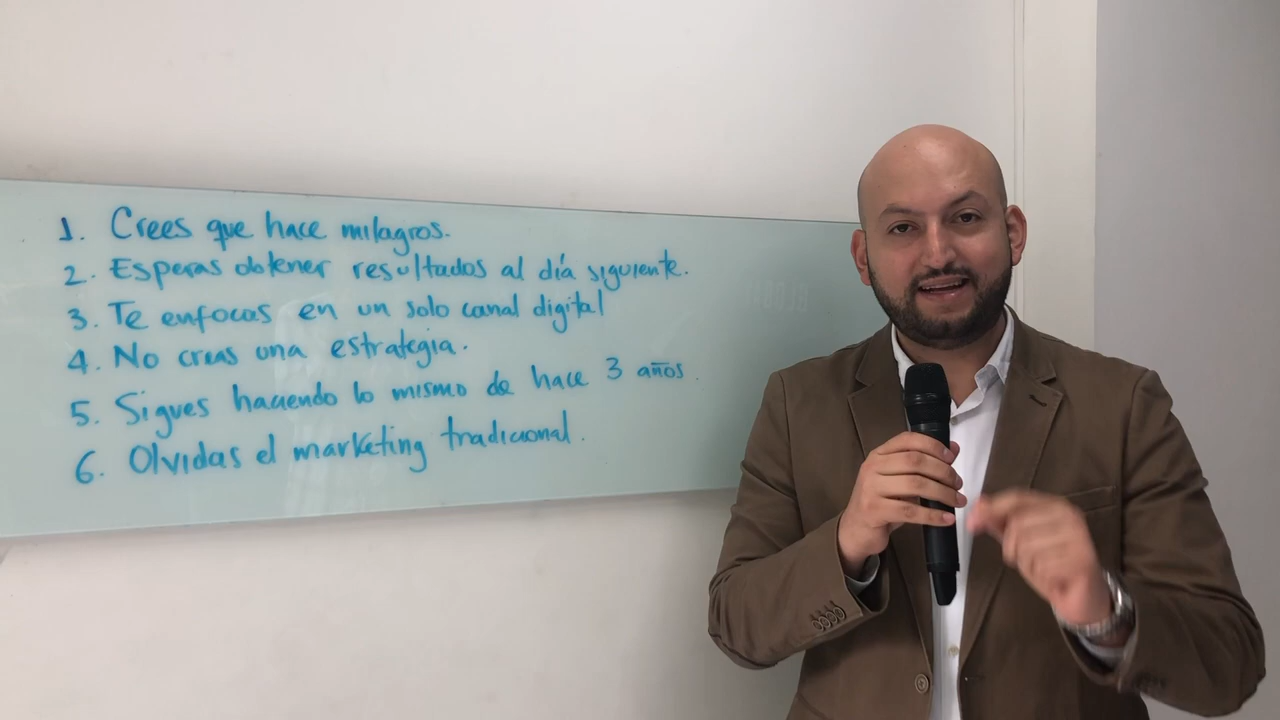 1. Crees que hace milagros.
2. Esperas obtener resultados al día siguiente.
3. Te enfocas en un solo canal digital
4. No creas una estrategia.
5. Sigues haciendo lo mismo de hace 3 años.
6. Olvidas el marketing tradicional.